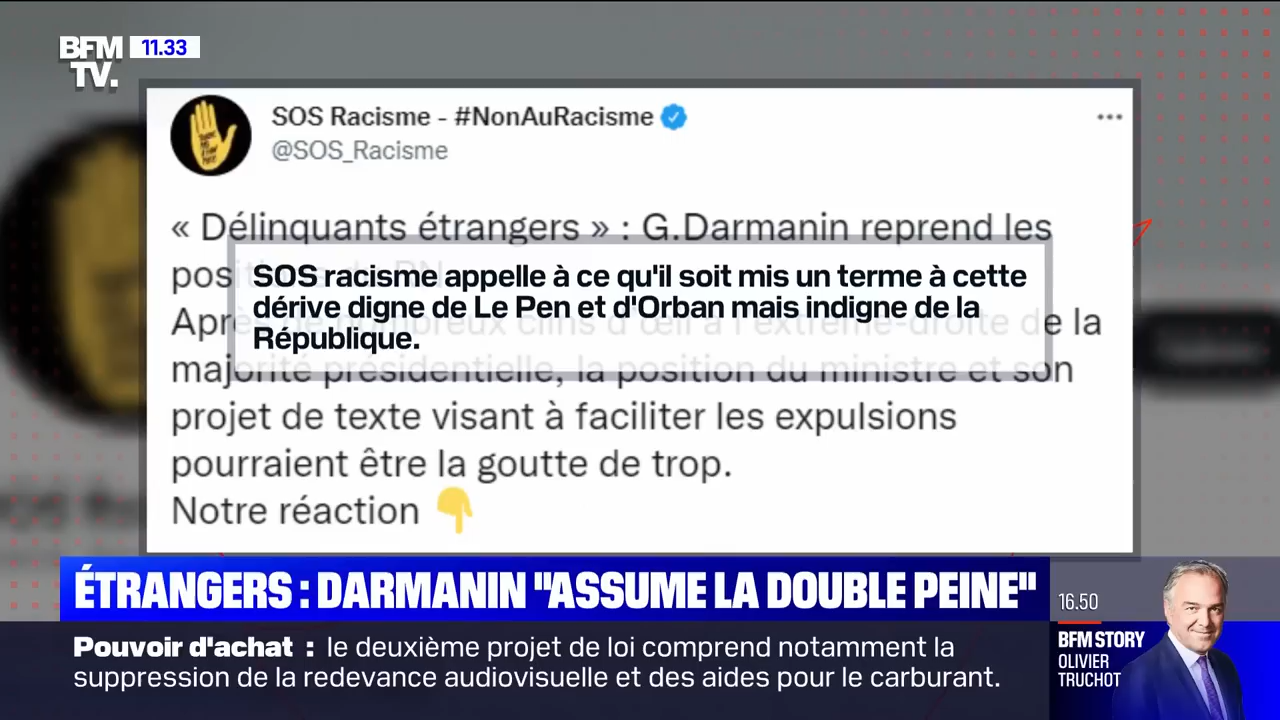 BFM
TV.
11.33
SOS Racisme - #NonAuRacisme
@SOS_Racisme
« Délinquants étrangers » : G.Darmanin reprend les
SOS racisme appelle à ce qu'il soit mis un terme à cette
dérive digne de Le Pen et d'Orban mais indigne de la
République.
de la
majorité présidentielle, la position du ministre et son
projet de texte visant à faciliter les expulsions
pourraient être la goutte de trop.
Notre réaction 👇
ÉTRANGERS : DARMANIN "ASSUME LA DOUBLE PEINE"
Pouvoir d'achat : le deuxième projet de loi comprend notamment la
suppression de la redevance audiovisuelle et des aides pour le carburant.
16.50
BFM STORY
OLIVIER
TRUCHOT